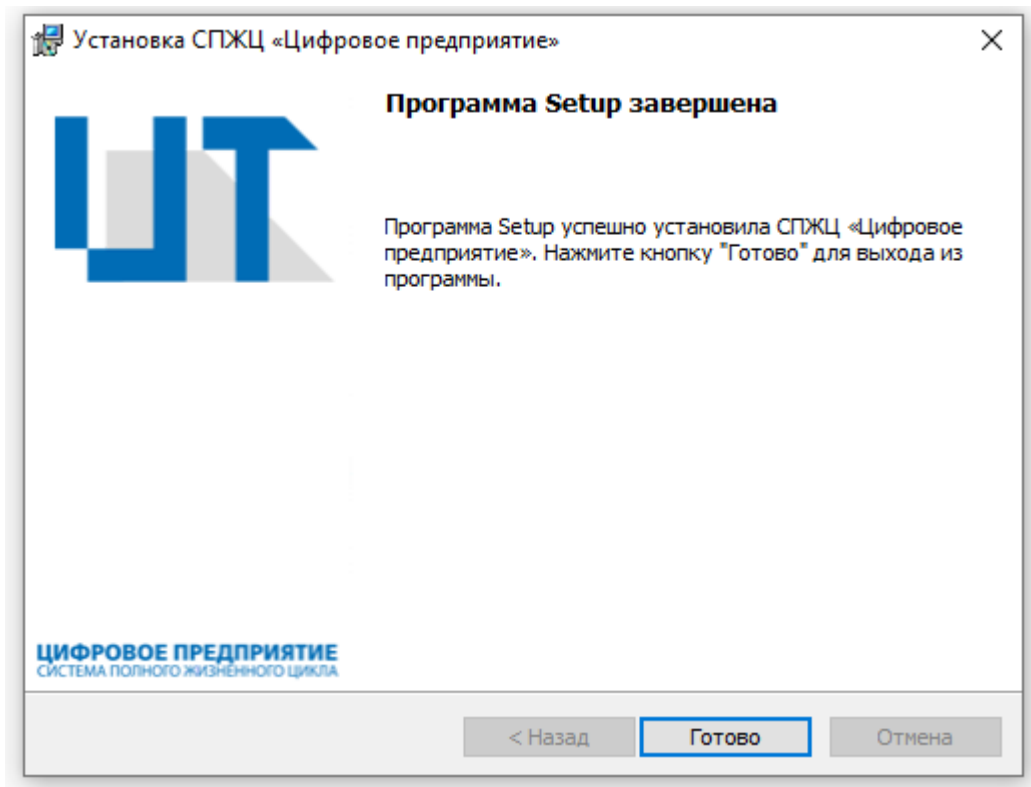 Установка СПЖЦ «Цифровое предприятие»
Программа Setup завершена
ЦТ
Программа Setup успешно установила СПЖЦ «Цифровое
предприятие». Нажмите кнопку "Готово" для выхода из
программы.
ЦИФРОВОЕ ПРЕДПРИЯТИЕ
СИСТЕМА ПОЛНОГО ЖИЗНЕННОГО ЦИКЛА
< Назад
Готово
Отмена